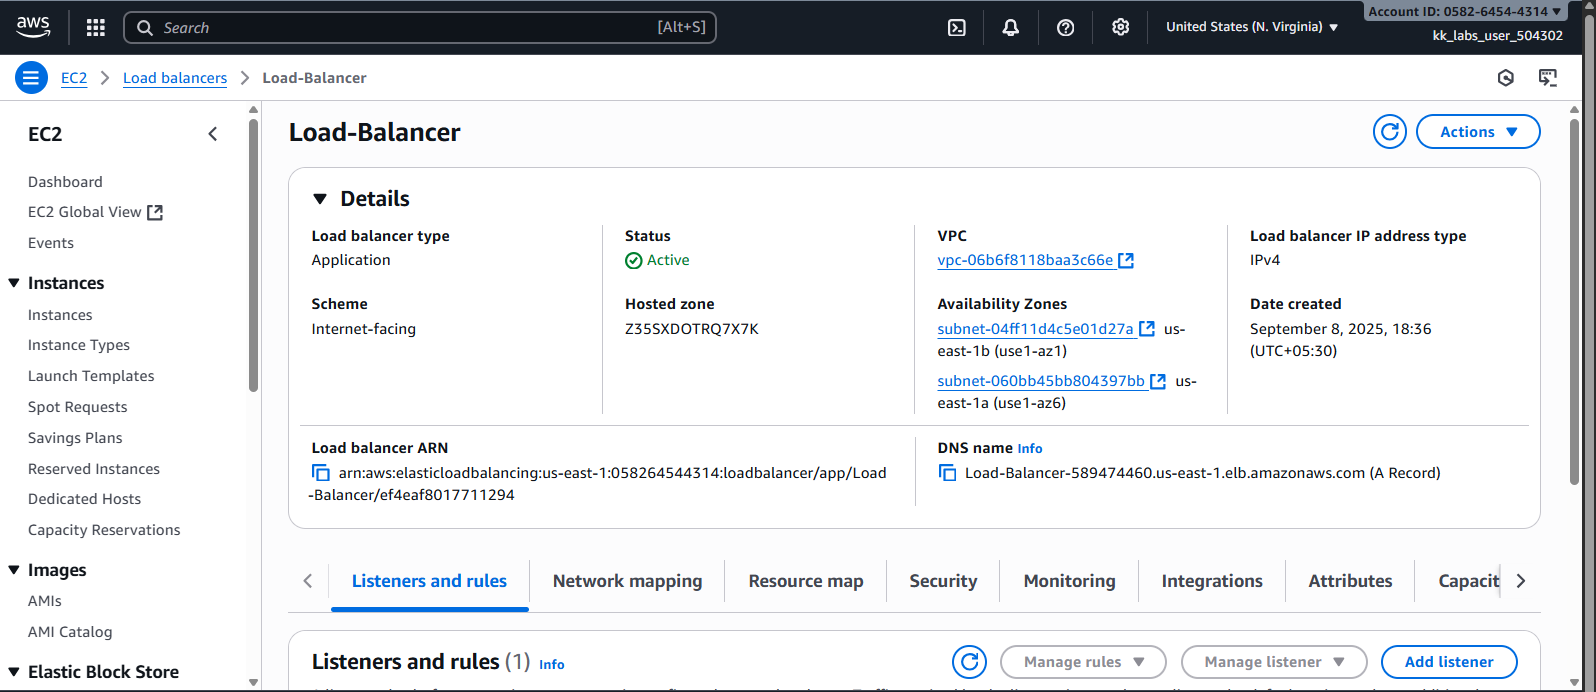 aws
Search
[Alt+S]
United States (N. Virginia)
Account ID: 0582-6454-4314
kk_labs_user_504302
EC2
Load balancers
Load-Balancer
EC2
Dashboard
EC2 Global View
Events
Instances
Instances
Instance Types
Launch Templates
Spot Requests
Savings Plans
Reserved Instances
Dedicated Hosts
Capacity Reservations
Images
AMIs
AMI Catalog
Elastic Block Store
Load-Balancer
Actions
Details
Load balancer type
Application
Status
Active
VPC
vpc-06b6f8118baa3c66e
Load balancer IP address type
IPv4
Scheme
Internet-facing
Hosted zone
Z35SXDOTRQ7X7K
Availability Zones
subnet-04ff11d4c5e01d27a us-
east-1b (use1-az1)
subnet-060bb45bb804397bb us-
east-1a (use1-az6)
Date created
September 8, 2025, 18:36
(UTC+05:30)
Load balancer ARN
arn:aws:elasticloadbalancing:us-east-1:058264544314:loadbalancer/app/Load
-Balancer/ef4eaf8017711294
DNS name Info
Load-Balancer-589474460.us-east-1.elb.amazonaws.com (A Record)
Listeners and rules
Network mapping
Resource map
Security
Monitoring
Integrations
Attributes
Capacit
Listeners and rules (1) Info
Manage rules
Manage listener
Add listener